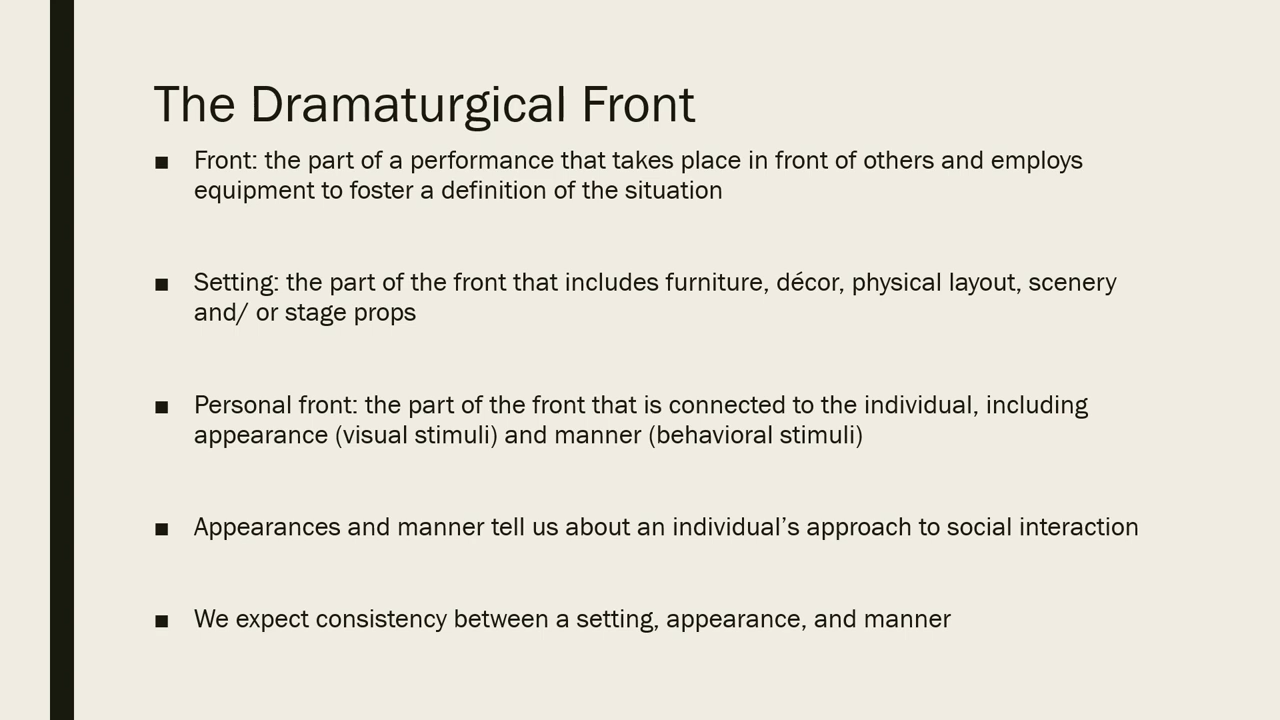 The Dramaturgical Front
■ Front: the part of a performance that takes place in front of others and employs
equipment to foster a definition of the situation
■ Setting: the part of the front that includes furniture, décor, physical layout, scenery
and/ or stage props
■ Personal front: the part of the front that is connected to the individual, including
appearance (visual stimuli) and manner (behavioral stimuli)
■ Appearances and manner tell us about an individual’s approach to social interaction
■ We expect consistency between a setting, appearance, and manner